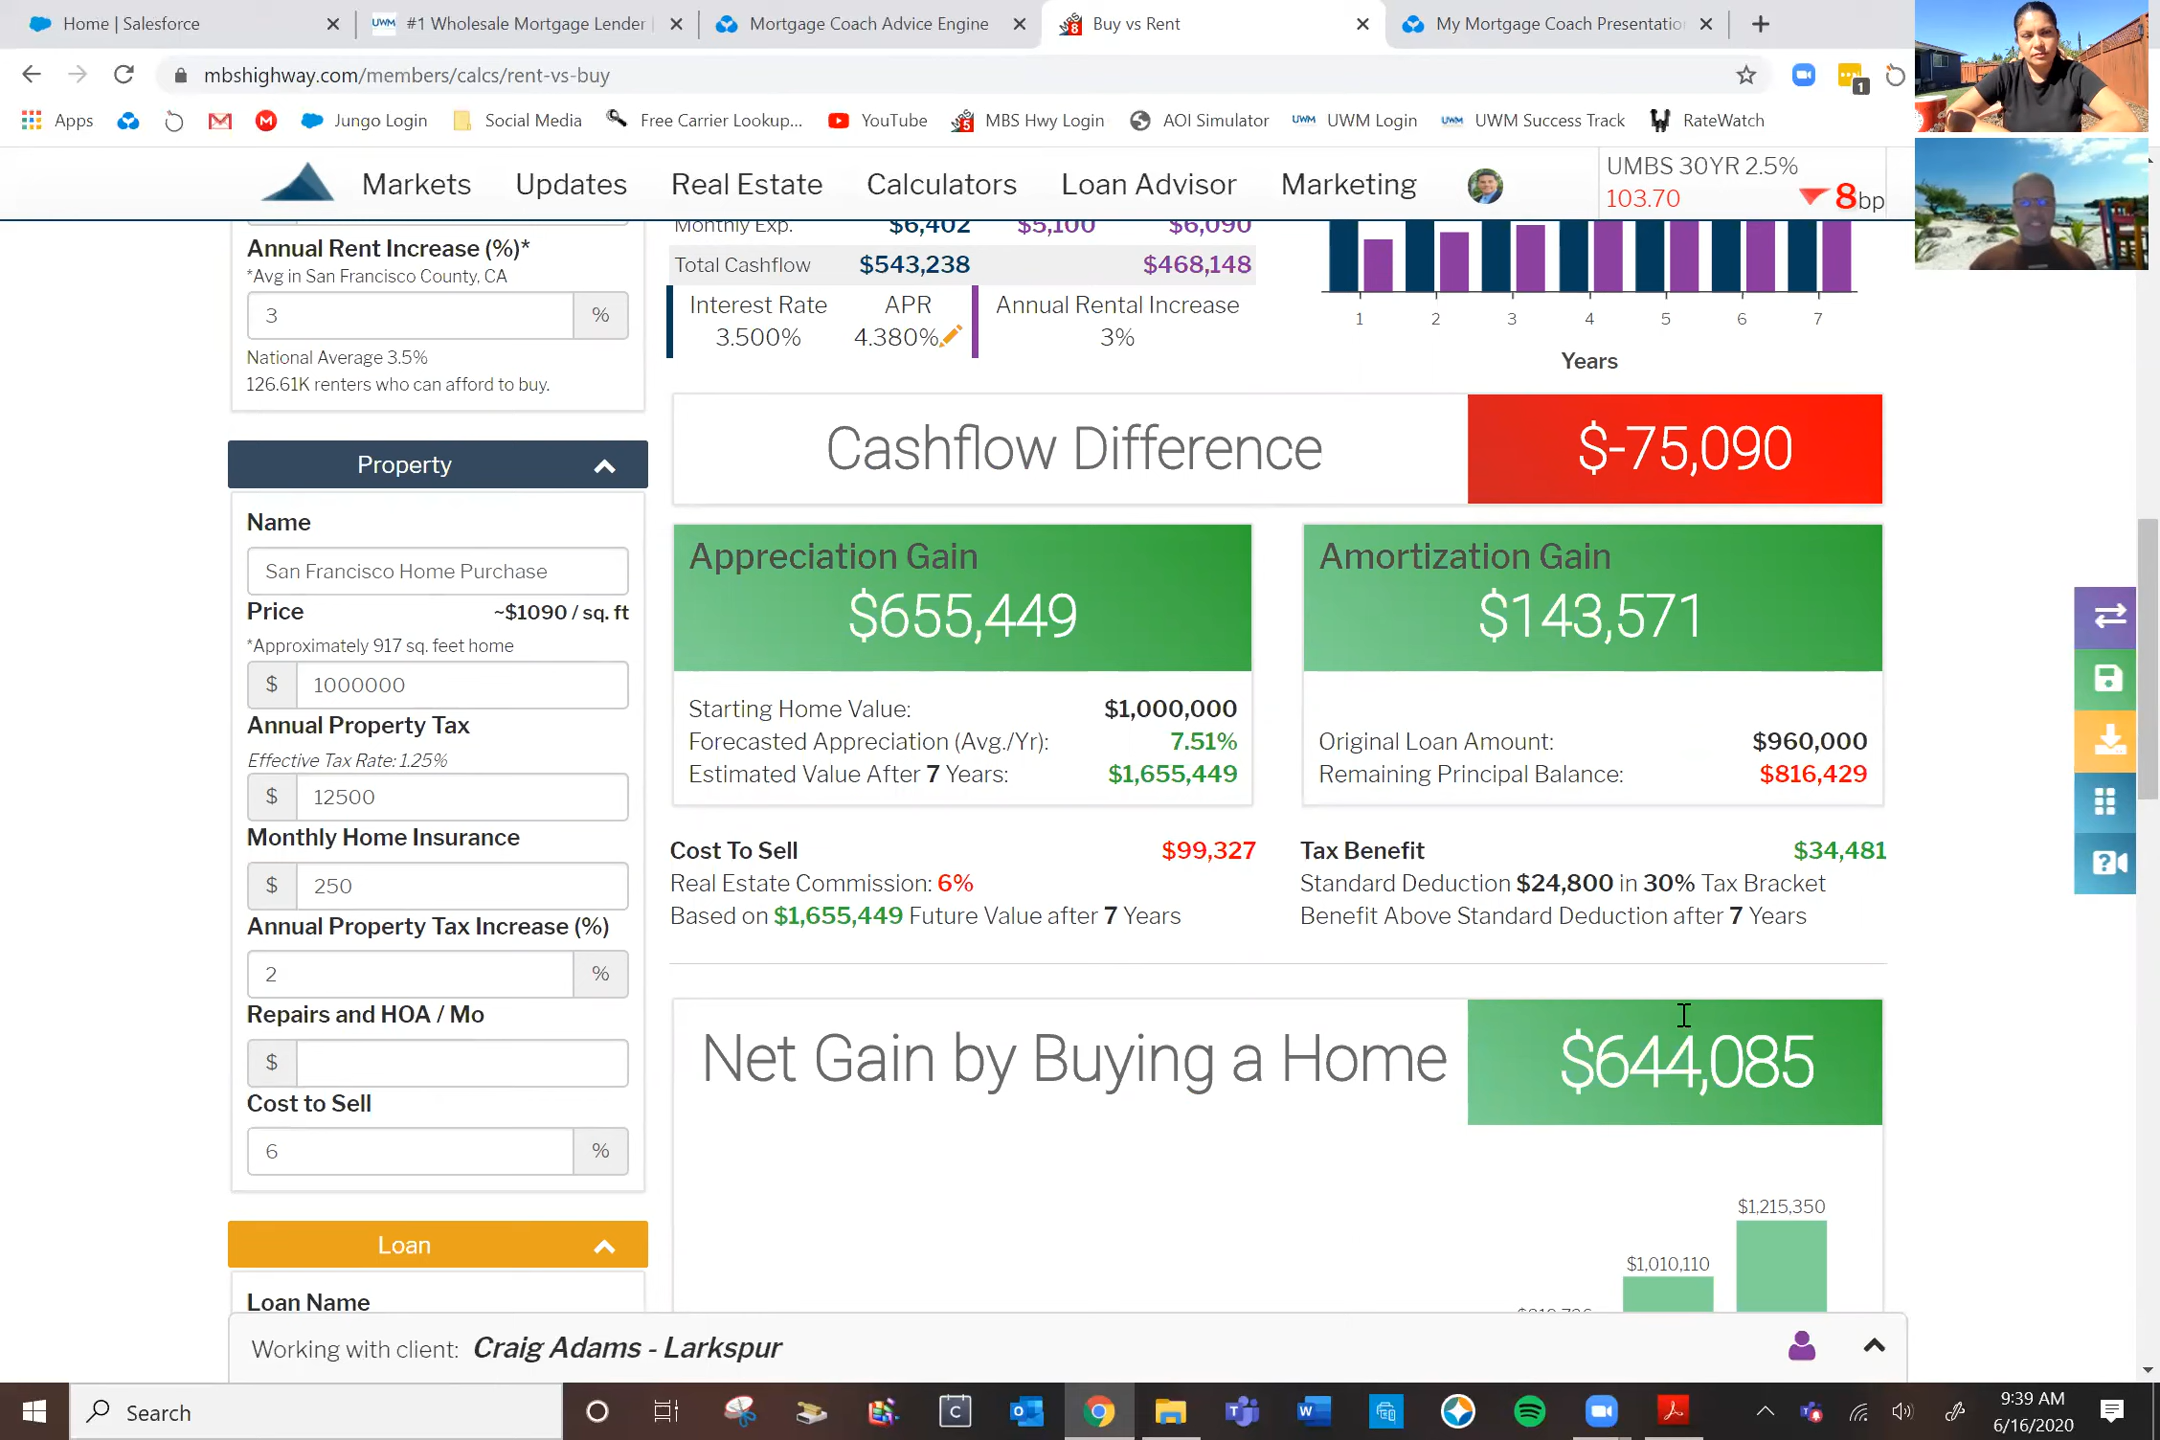 Home | Salesforce
UWM #1 Wholesale Mortgage Lender |
Mortgage Coach Advice Engine
Buy vs Rent
My Mortgage Coach Presentatio
mbshighway.com/members/calcs/rent-vs-buy
1
Apps
Jungo Login
Social Media
Free Carrier Lookup...
YouTube
MBS Hwy Login
AOI Simulator
UWM UWM Login
UWM UWM Success Track
RateWatch
Markets
Updates
Real Estate
Calculators
Loan Advisor
Marketing
UMBS 30YR 2.5%
103.70
8bp
Annual Rent Increase (%)*
*Avg in San Francisco County, CA
3 %
National Average 3.5%
126.61K renters who can afford to buy.
Property
Name
San Francisco Home Purchase
Price ~$1090 / sq. ft
*Approximately 917 sq. feet home
$ 1000000
Annual Property Tax
Effective Tax Rate: 1.25%
$ 12500
Monthly Home Insurance
$ 250
Annual Property Tax Increase (%)
2 %
Repairs and HOA / Mo
$
Cost to Sell
6 %
Loan
Loan Name
Monthly Exp. $6,402 $5,100 $6,090
Total Cashflow $543,238 $468,148
Interest Rate APR Annual Rental Increase
3.500% 4.380% 3%
1 2 3 4 5 6 7
Years
Cashflow Difference $-75,090
Appreciation Gain
$655,449
Starting Home Value: $1,000,000
Forecasted Appreciation (Avg./Yr): 7.51%
Estimated Value After 7 Years: $1,655,449
Amortization Gain
$143,571
Original Loan Amount: $960,000
Remaining Principal Balance: $816,429
Cost To Sell $99,327
Real Estate Commission: 6%
Based on $1,655,449 Future Value after 7 Years
Tax Benefit $34,481
Standard Deduction $24,800 in 30% Tax Bracket
Benefit Above Standard Deduction after 7 Years
Net Gain by Buying a Home $644,085
$1,215,350
$1,010,110
Working with client: Craig Adams - Larkspur
Search
9:39 AM
6/16/2020